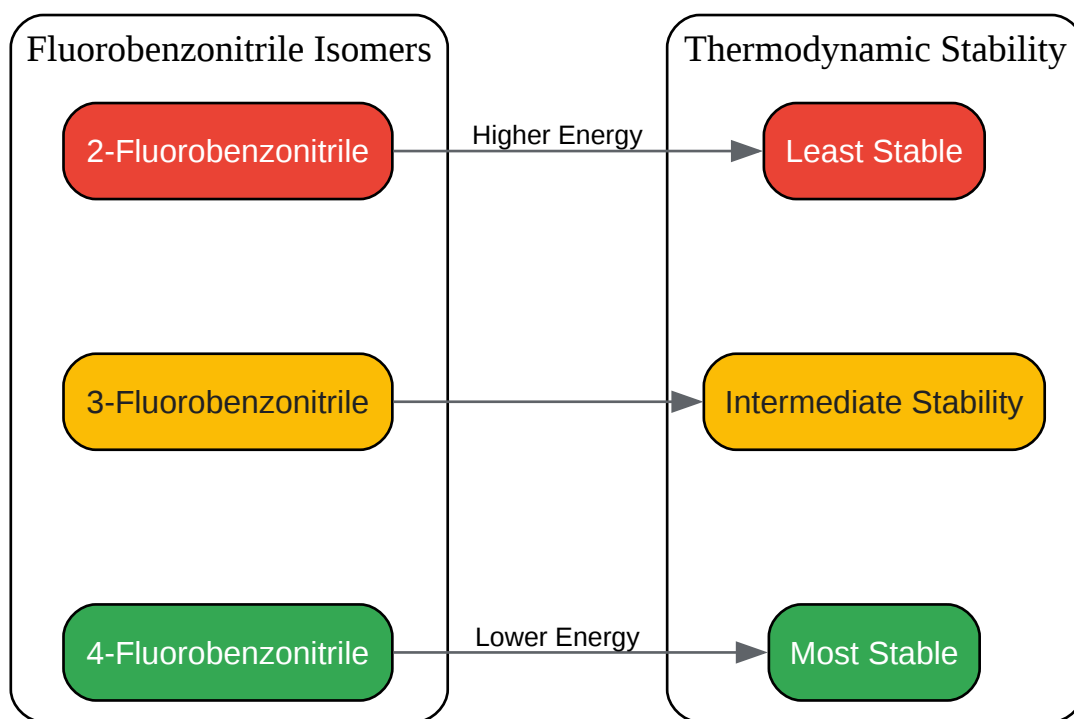 Fluorobenzonitrile Isomers
Thermodynamic Stability
2-Fluorobenzonitrile
Higher Energy
Least Stable
3-Fluorobenzonitrile
Intermediate Stability
4-Fluorobenzonitrile
Lower Energy
Most Stable